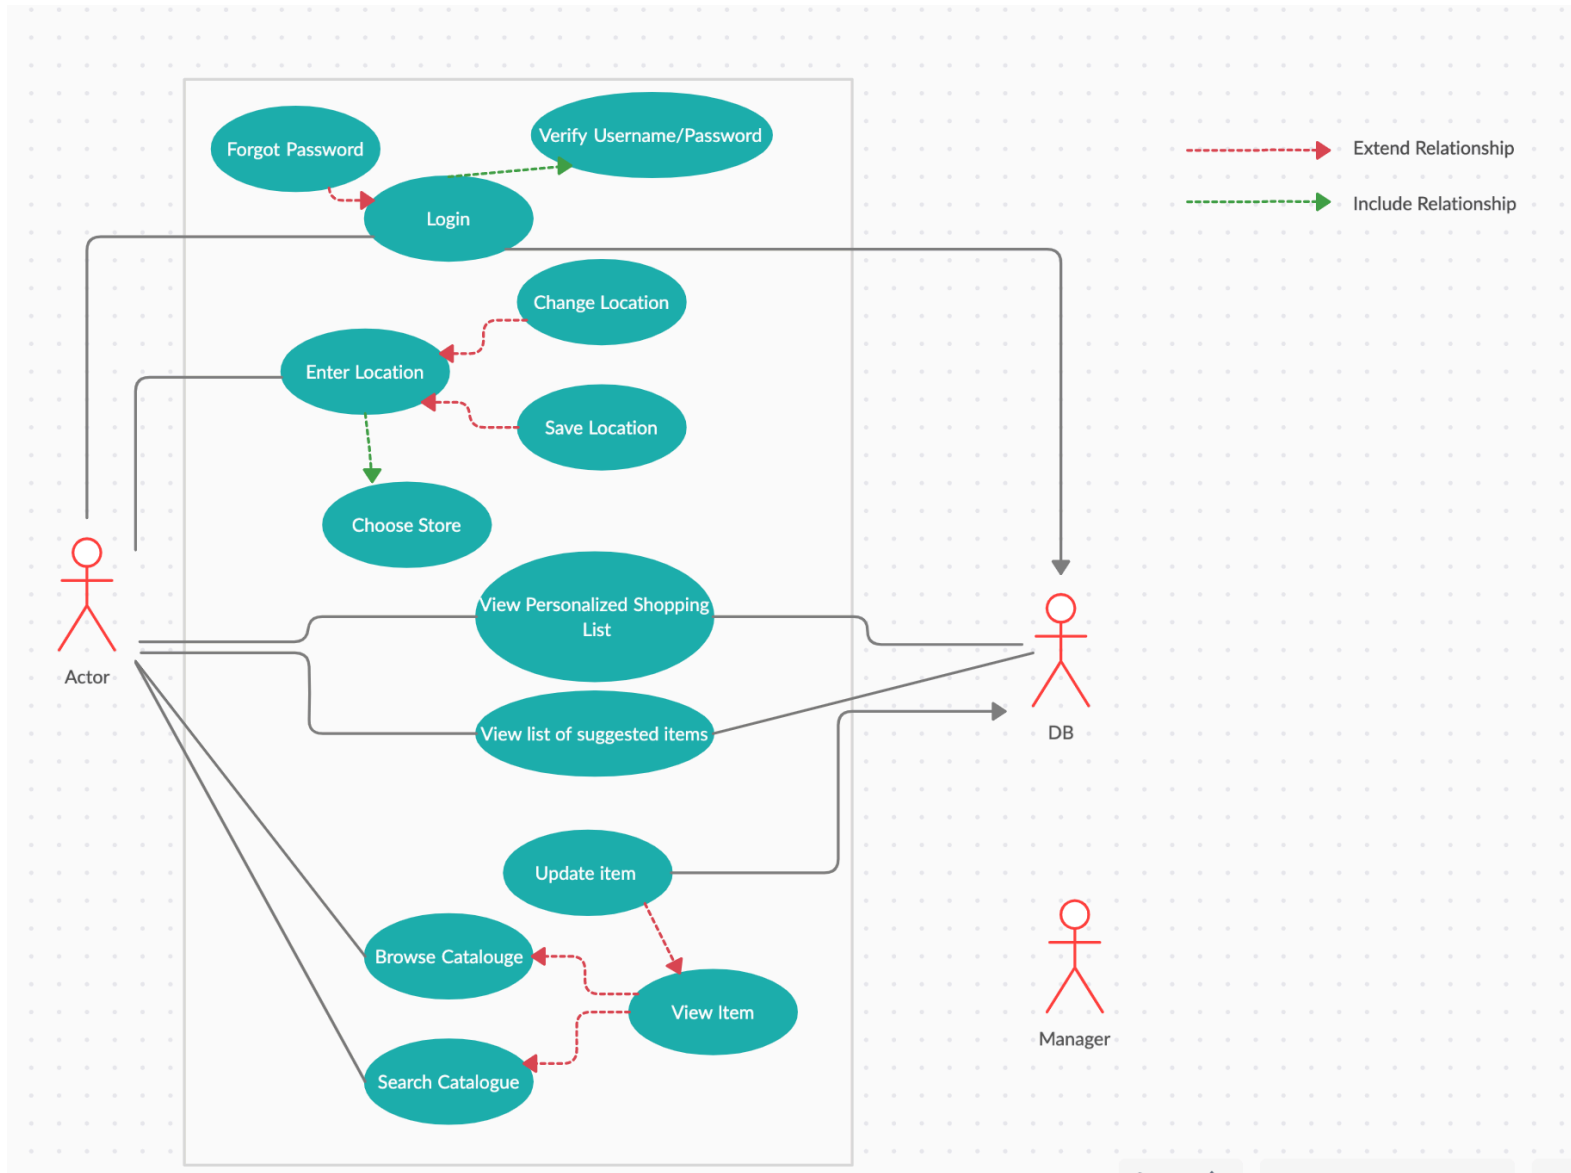 Forgot Password
Verify Username/Password
Login
Extend Relationship
Include Relationship
Change Location
Enter Location
Save Location
Choose Store
View Personalized Shopping
List
View list of suggested items
Actor
DB
Update item
Browse Catalouge
View Item
Search Catalogue
Manager